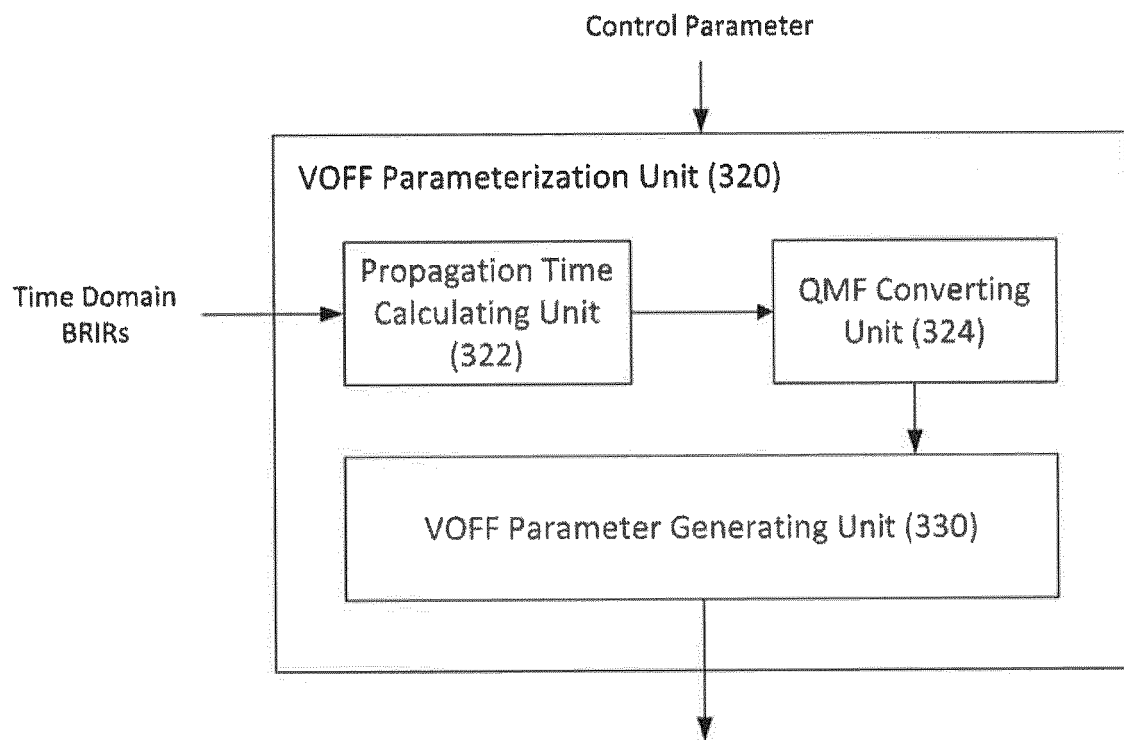 Control Parameter
VOFF Parameterization Unit (320)
Propagation Time
Calculating Unit
(322)
QMF Converting
Unit (324)
Time Domain
BRIRs
VOFF Parameter Generating Unit (330)